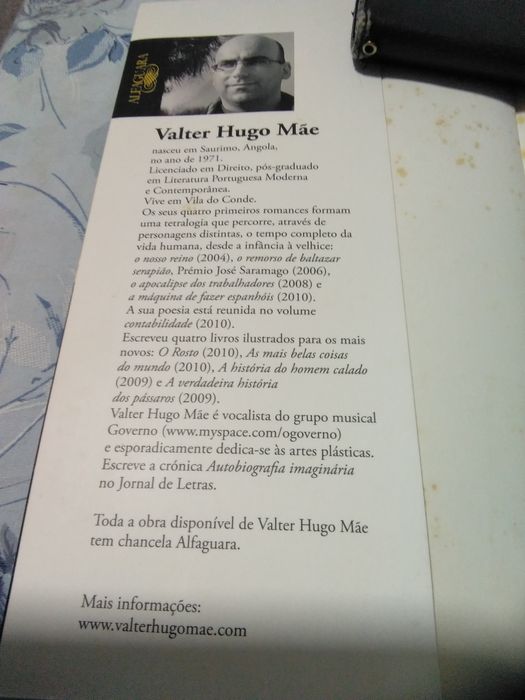 ALFAGUARA
Valter Hugo Mãe
nasceu em Saurimo, Angola,
no ano de 1971.
Licenciado em Direito, pós-graduado
em Literatura Portuguesa Moderna
e Contemporânea.
Vive em Vila do Conde.
Os seus quatro primeiros romances formam
uma tetralogia que percorre, através de
personagens distintas, o tempo completo da
vida humana, desde a infância à velhice:
o nosso reino (2004), o remorso de baltazar
serapião, Prémio José Saramago (2006),
o apocalipse dos trabalhadores (2008) e
a máquina de fazer espanhóis (2010).
A sua poesia está reunida no volume
contabilidade (2010).
Escreveu quatro livros ilustrados para os mais
novos: O Rosto (2010), As mais belas coisas
do mundo (2010), A história do homem calado
(2009) e A verdadeira história
dos pássaros (2009).
Valter Hugo Mãe é vocalista do grupo musical
Governo (www.myspace.com/ogoverno)
e esporadicamente dedica-se às artes plásticas.
Escreve a crónica Autobiografia imaginária
no Jornal de Letras.
Toda a obra disponível de Valter Hugo Mãe
tem chancela Alfaguara.
Mais informações:
www.valterhugomae.com